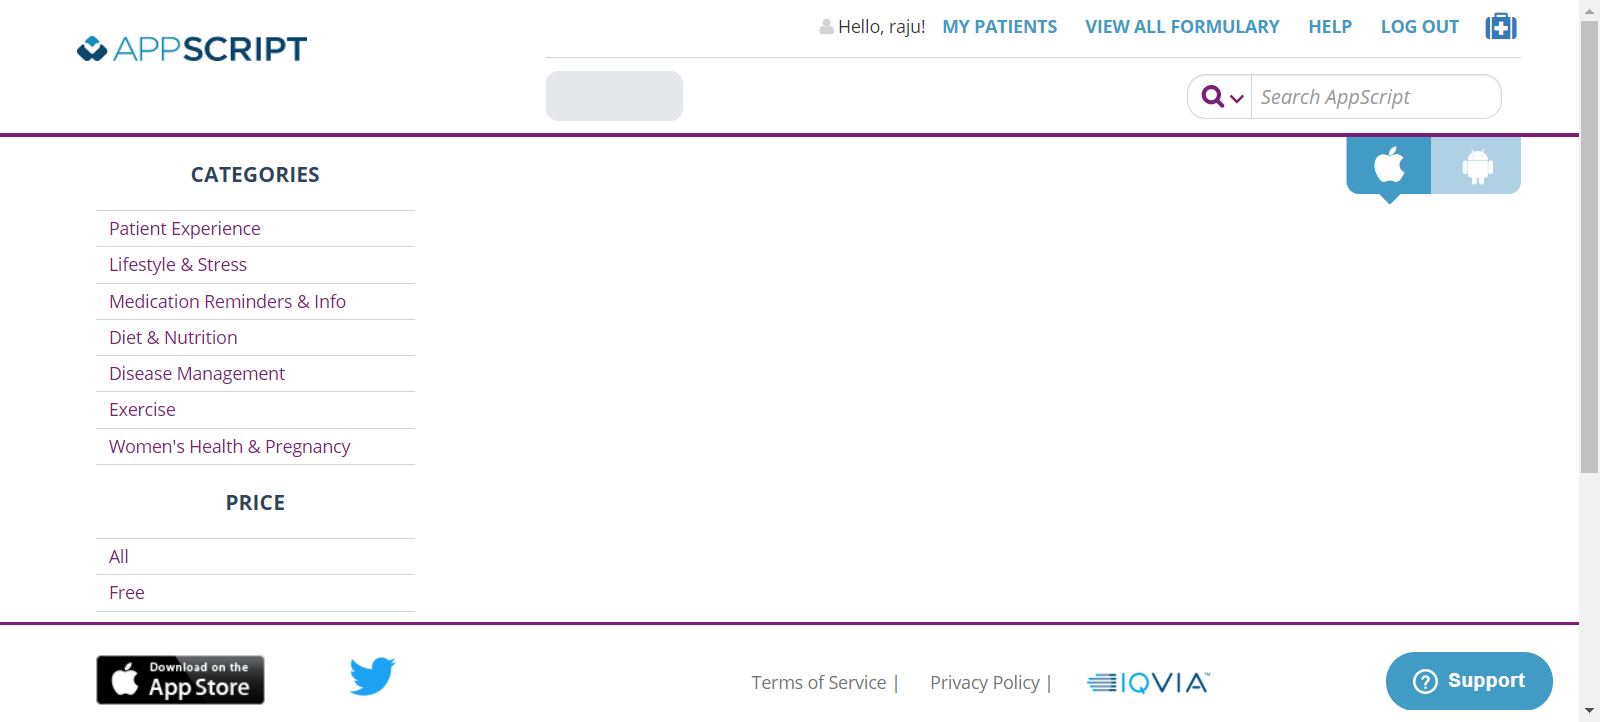 Hello, raju! MY PATIENTS VIEW ALL FORMULARY HELP LOG OUT
APPSCRIPT
Search AppScript
CATEGORIES
Patient Experience
Lifestyle & Stress
Medication Reminders & Info
Diet & Nutrition
Disease Management
Exercise
Women's Health & Pregnancy
PRICE
All
Free
Download on the
App Store
Terms of Service |
Privacy Policy |
IQVIA™
? Support